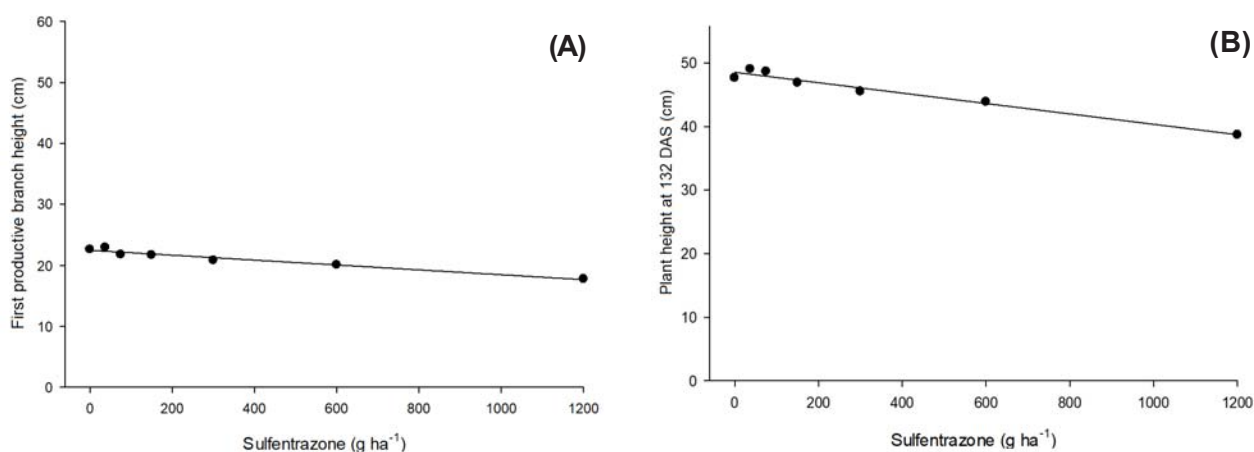 (A)
First productive branch height (cm)
60
50
40
30
20
10
0
0 200 400 600 800 1000 1200
Sulfentrazone (g ha⁻¹)
(B)
Plant height at 132 DAS (cm)
50
40
30
20
10
0
0 200 400 600 800 1000 1200
Sulfentrazone (g ha⁻¹)